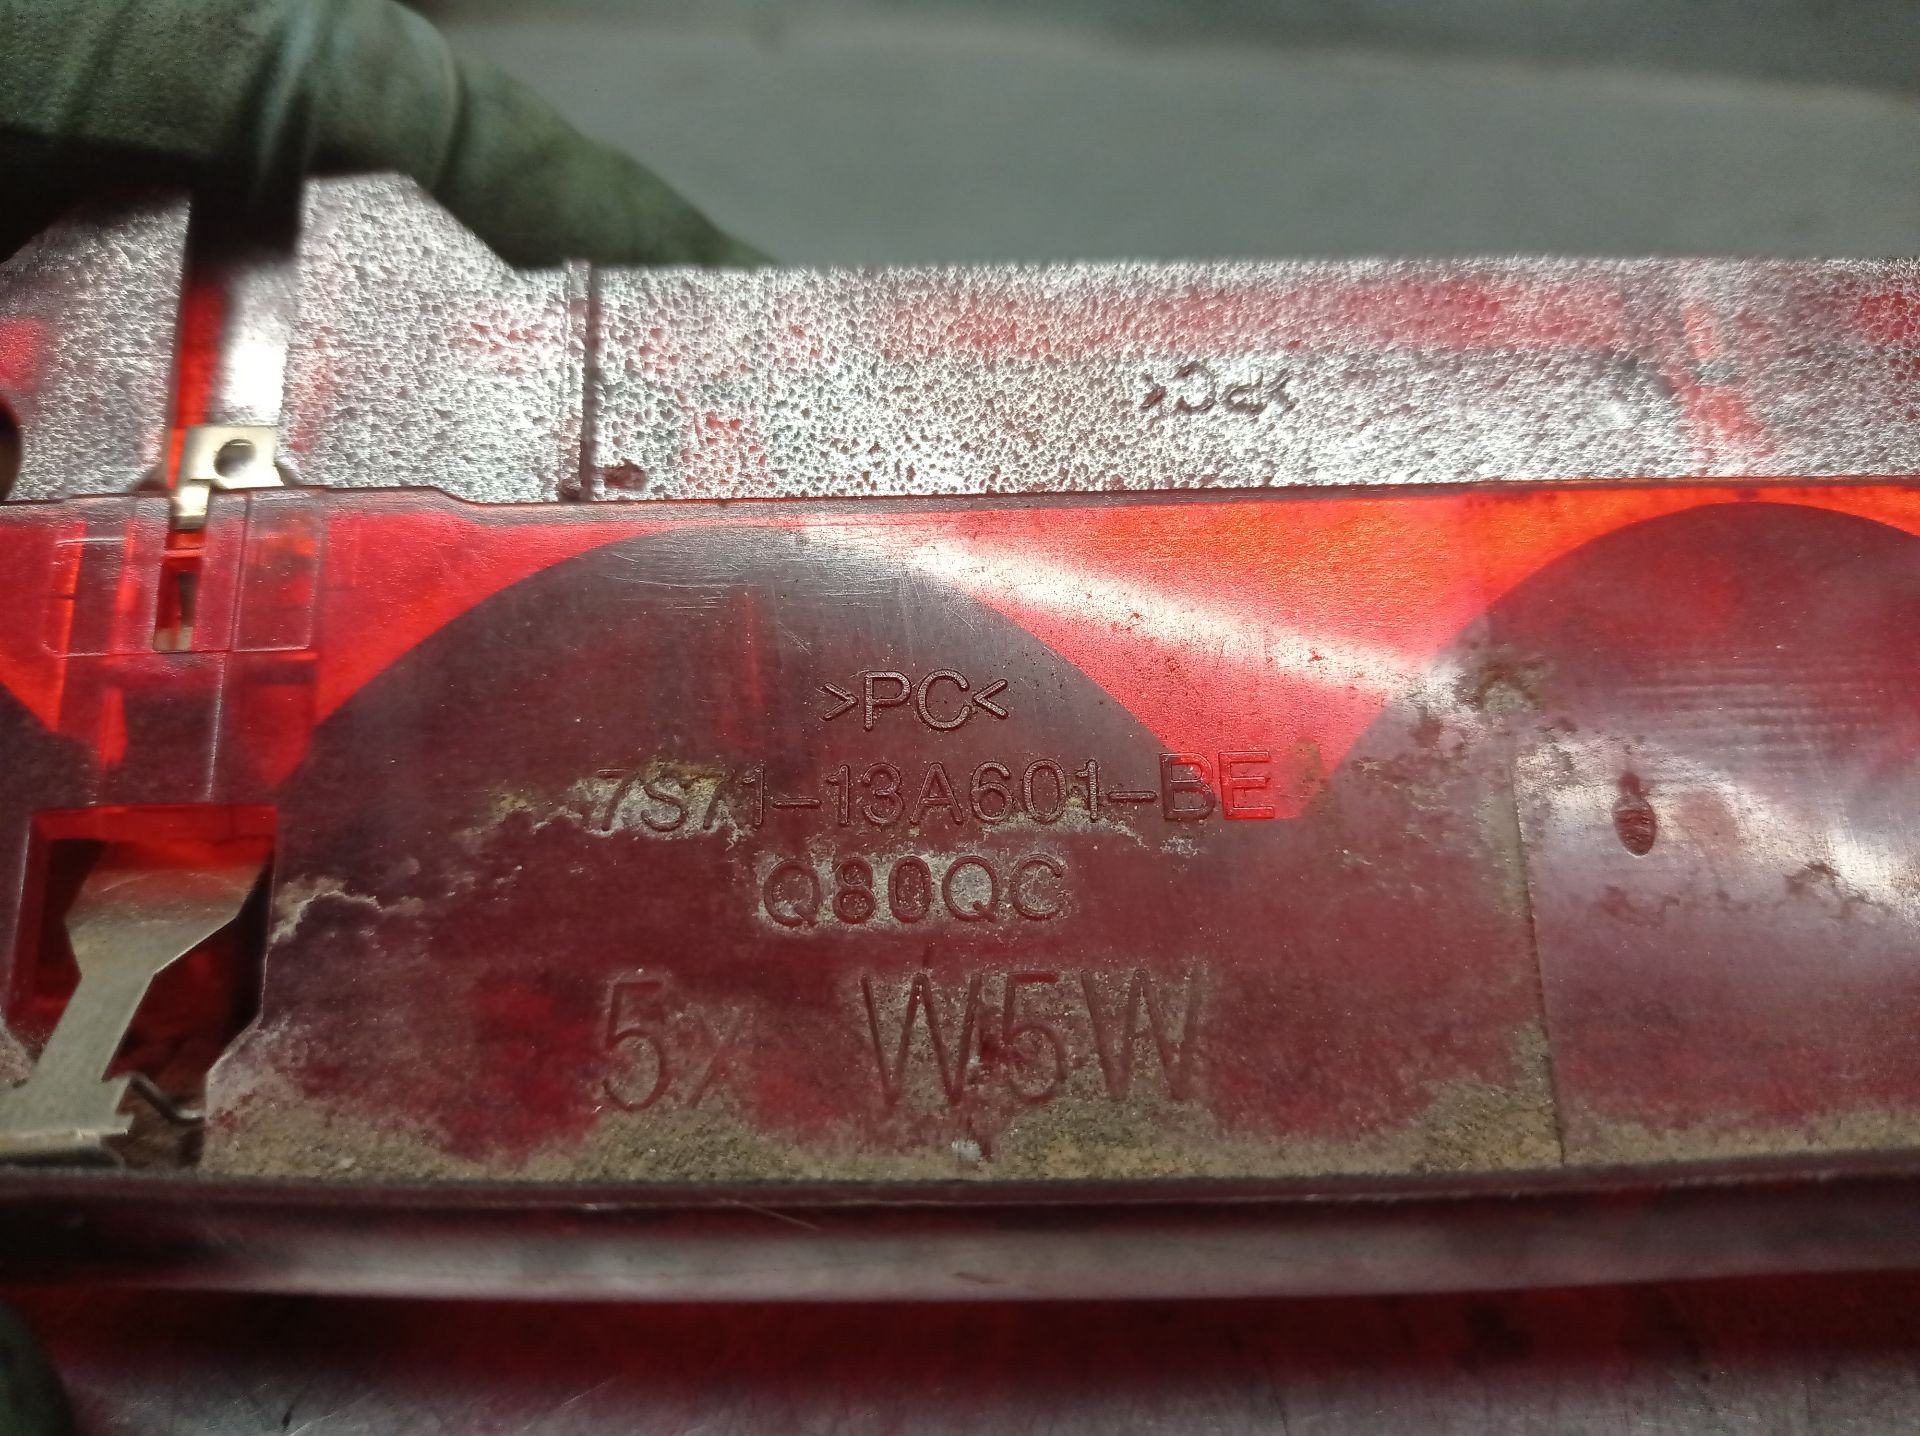 >PC<
>PC<
7S71-13A601-BE
Q80QC
5x W5W